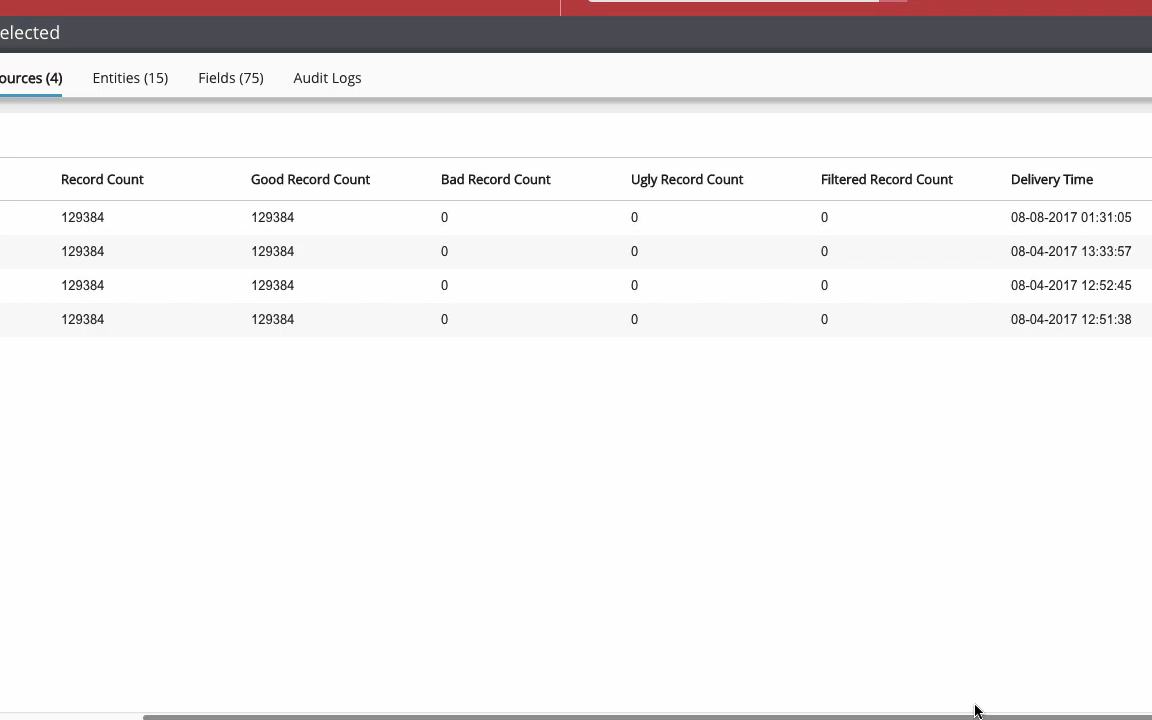 elected
ources (4) Entities (15) Fields (75) Audit Logs
Record Count Good Record Count Bad Record Count Ugly Record Count Filtered Record Count Delivery Time
129384 129384 0 0 0 08-08-2017 01:31:05
129384 129384 0 0 0 08-04-2017 13:33:57
129384 129384 0 0 0 08-04-2017 12:52:45
129384 129384 0 0 0 08-04-2017 12:51:38